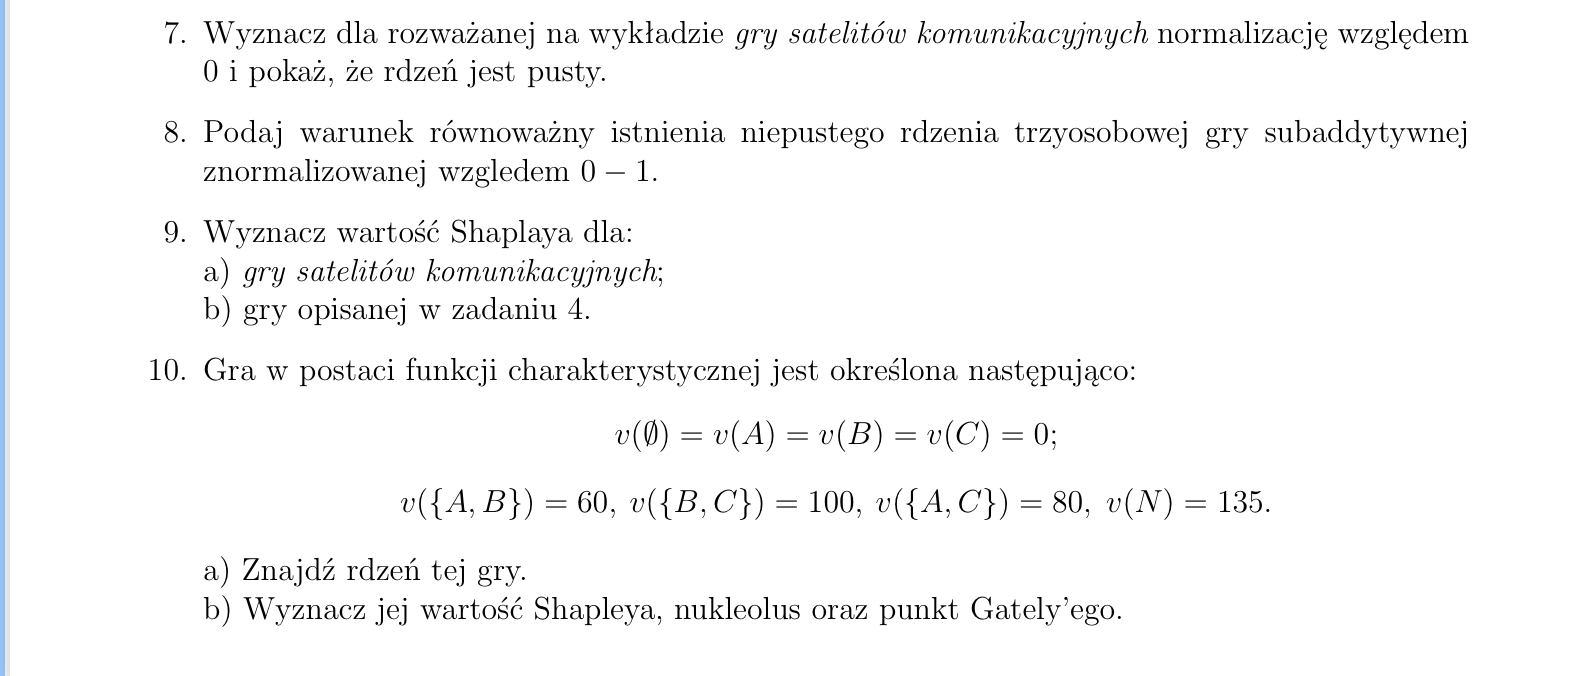 7. Wyznacz dla rozważanej na wykładzie gry satelitów komunikacyjnych normalizację względem
0 i pokaż, że rdzeń jest pusty.
8. Podaj warunek równoważny istnienia niepustego rdzenia trzyosobowej gry subaddytywnej
znormalizowanej wzgledem 0 − 1.
9. Wyznacz wartość Shaplaya dla:
a) gry satelitów komunikacyjnych;
b) gry opisanej w zadaniu 4.
10. Gra w postaci funkcji charakterystycznej jest określona następująco:
v(∅) = v(A) = v(B) = v(C) = 0;
v({A, B}) = 60, v({B, C}) = 100, v({A, C}) = 80, v(N) = 135.
a) Znajdź rdzeń tej gry.
b) Wyznacz jej wartość Shapleya, nukleolus oraz punkt Gately'ego.